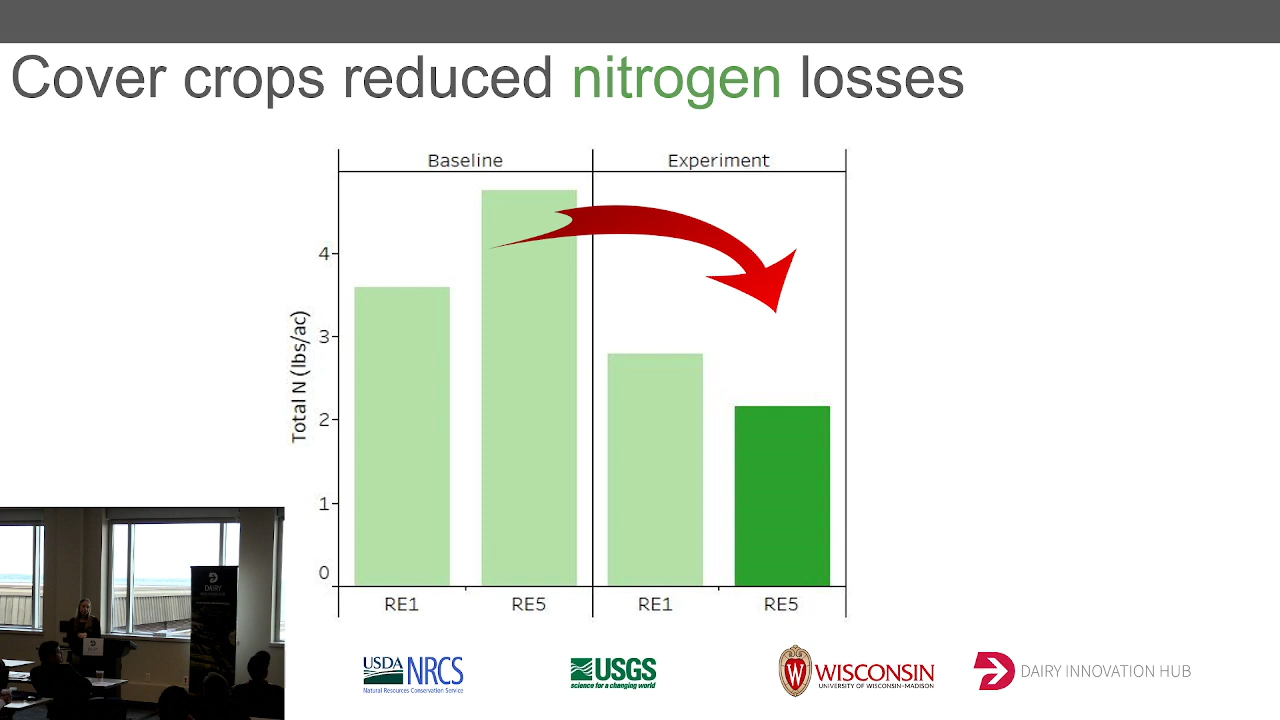 Cover crops reduced nitrogen losses
Baseline
Experiment
Total N (lbs/ac)
4
3
2
1
0
RE1
RE5
RE1
RE5
USDA NRCS
Natural Resources Conservation Service
USGS
science for a changing world
W WISCONSIN
UNIVERSITY OF WISCONSIN-MADISON
DAIRY INNOVATION HUB
DAIRY